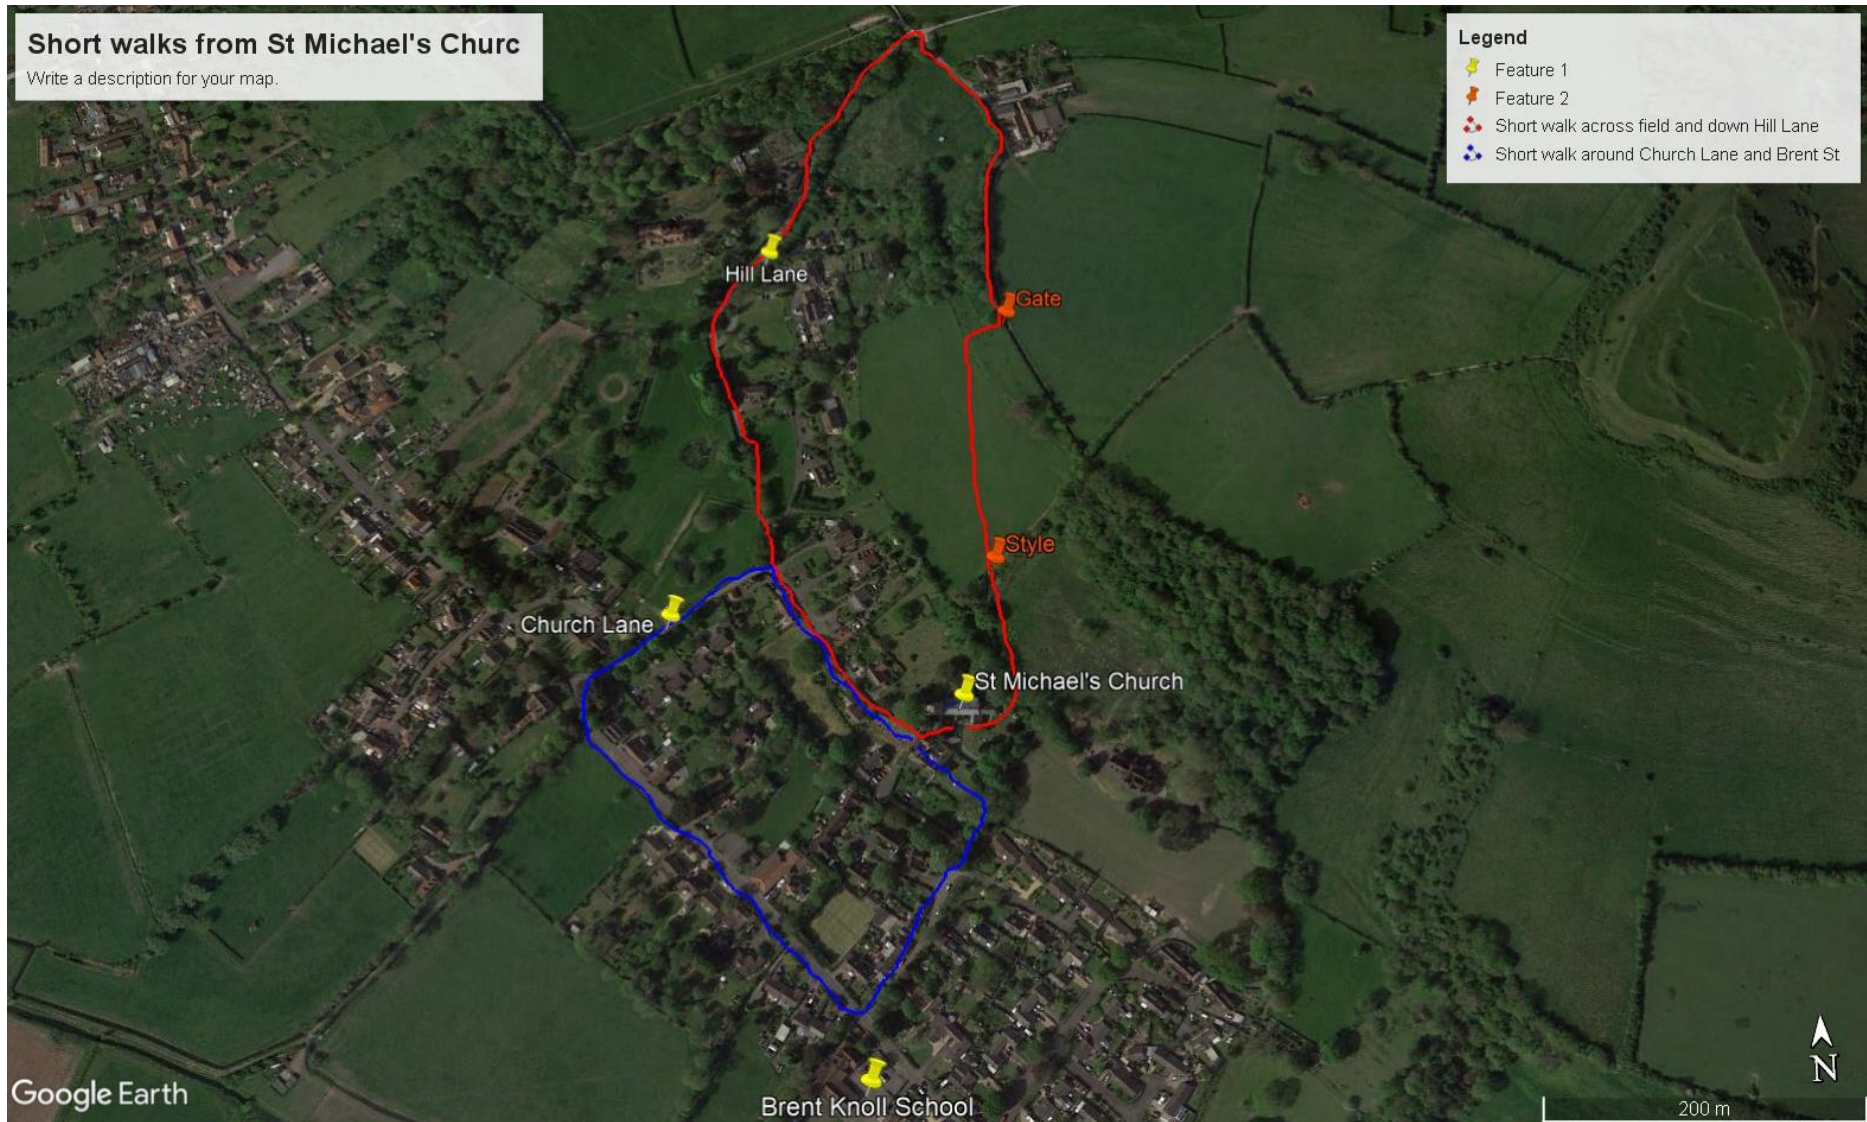 Short walks from St Michael's Churc
Write a description for your map.
Legend
Feature 1
Feature 2
Short walk across field and down Hill Lane
Short walk around Church Lane and Brent St
Hill Lane
Gate
Style
Church Lane
St Michael's Church
Brent Knoll School
Google Earth
N
200 m